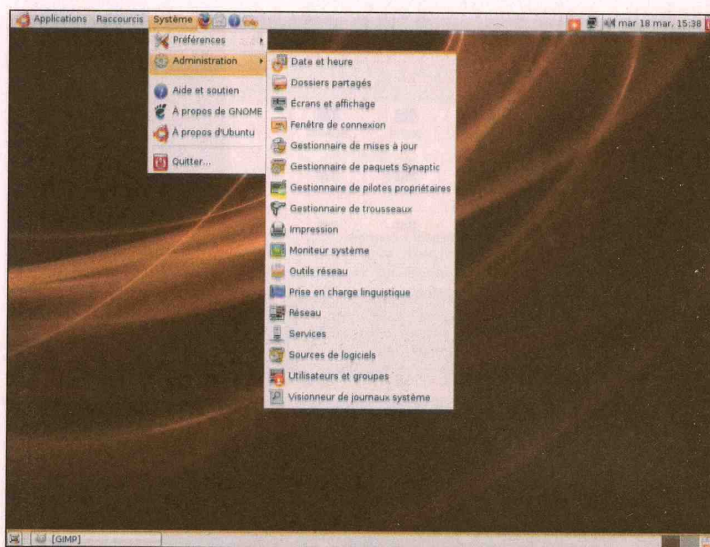 Applications Raccourcis Système mar 18 mar, 15:38
Préférences
Administration
Aide et soutien
À propos de GNOME
À propos d'Ubuntu
Quitter...
Date et heure
Dossiers partagés
Écrans et affichage
Fenêtre de connexion
Gestionnaire de mises à jour
Gestionnaire de paquets Synaptic
Gestionnaire de pilotes propriétaires
Gestionnaire de trousseaux
Impression
Moniteur système
Outils réseau
Prise en charge linguistique
Réseau
Services
Sources de logiciels
Utilisateurs et groupes
Visionneur de journaux système
[GIMP]